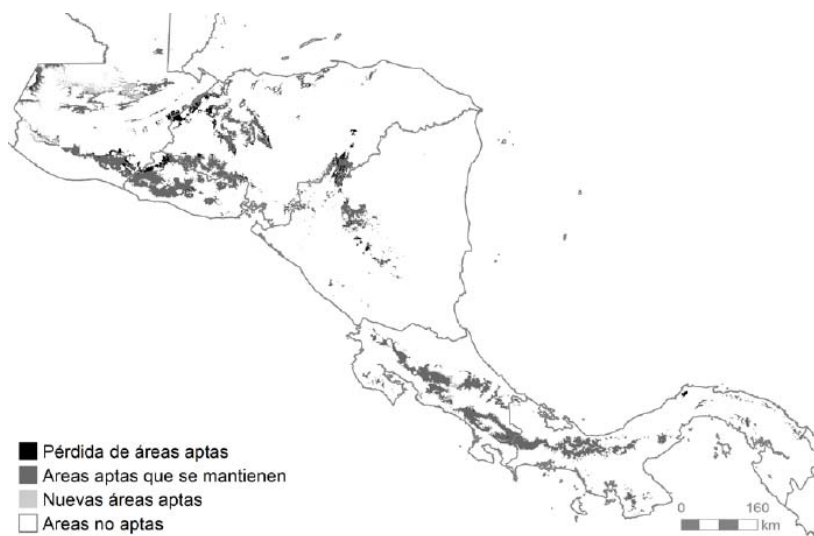 Pérdida de áreas aptas
Areas aptas que se mantienen
Nuevas áreas aptas
Areas no aptas
0 160
km